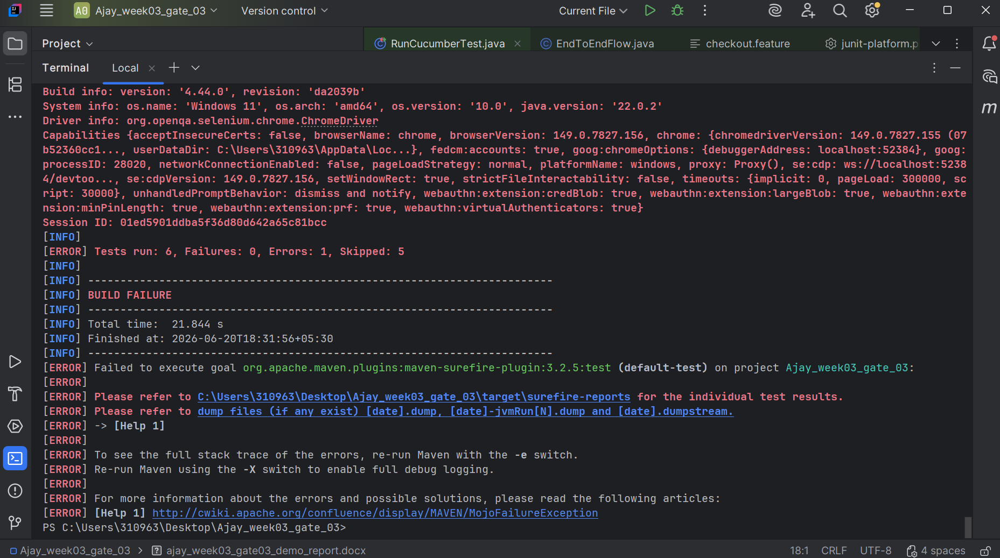 A0 Ajay_week03_gate_03 Version control Current File
Project RunCucumberTest.java EndToEndFlow.java checkout.feature junit-platform.p
Terminal Local
Build info: version: '4.44.0', revision: 'da2039b'
System info: os.name: 'Windows 11', os.arch: 'amd64', os.version: '10.0', java.version: '22.0.2'
Driver info: org.openqa.selenium.chrome.ChromeDriver
Capabilities {acceptInsecureCerts: false, browserName: chrome, browserVersion: 149.0.7827.156, chrome: {chromedriverVersion: 149.0.7827.155 (07
b52360cc1..., userDataDir: C:\Users\310963\AppData\Loc...}, fedcm:accounts: true, goog:chromeOptions: {debuggerAddress: localhost:52384}, goog:
processID: 28020, networkConnectionEnabled: false, pageLoadStrategy: normal, platformName: windows, proxy: Proxy(), se:cdp: ws://localhost:5238
4/devtoo..., se:cdpVersion: 149.0.7827.156, setWindowRect: true, strictFileInteractability: false, timeouts: {implicit: 0, pageLoad: 300000, sc
ript: 30000}, unhandledPromptBehavior: dismiss and notify, webauthn:extension:credBlob: true, webauthn:extension:largeBlob: true, webauthn:exte
nsion:minPinLength: true, webauthn:extension:prf: true, webauthn:virtualAuthenticators: true}
Session ID: 01ed5901ddba5f36d80d642a65c81bcc
[INFO]
[ERROR] Tests run: 6, Failures: 0, Errors: 1, Skipped: 5
[INFO]
[INFO] ------------------------------------------------------------------------
[INFO] BUILD FAILURE
[INFO] ------------------------------------------------------------------------
[INFO] Total time:  21.844 s
[INFO] Finished at: 2026-06-20T18:31:56+05:30
[INFO] ------------------------------------------------------------------------
[ERROR] Failed to execute goal org.apache.maven.plugins:maven-surefire-plugin:3.2.5:test (default-test) on project Ajay_week03_gate_03:
[ERROR]
[ERROR] Please refer to C:\Users\310963\Desktop\Ajay_week03_gate_03\target\surefire-reports for the individual test results.
[ERROR] Please refer to dump files (if any exist) [date].dump, [date]-jvmRun[N].dump and [date].dumpstream.
[ERROR] -> [Help 1]
[ERROR]
[ERROR] To see the full stack trace of the errors, re-run Maven with the -e switch.
[ERROR] Re-run Maven using the -X switch to enable full debug logging.
[ERROR]
[ERROR] For more information about the errors and possible solutions, please read the following articles:
[ERROR] [Help 1] http://cwiki.apache.org/confluence/display/MAVEN/MojoFailureException
PS C:\Users\310963\Desktop\Ajay_week03_gate_03>
Ajay_week03_gate_03 > ajay_week03_gate03_demo_report.docx 18:1 CRLF UTF-8 4 spaces